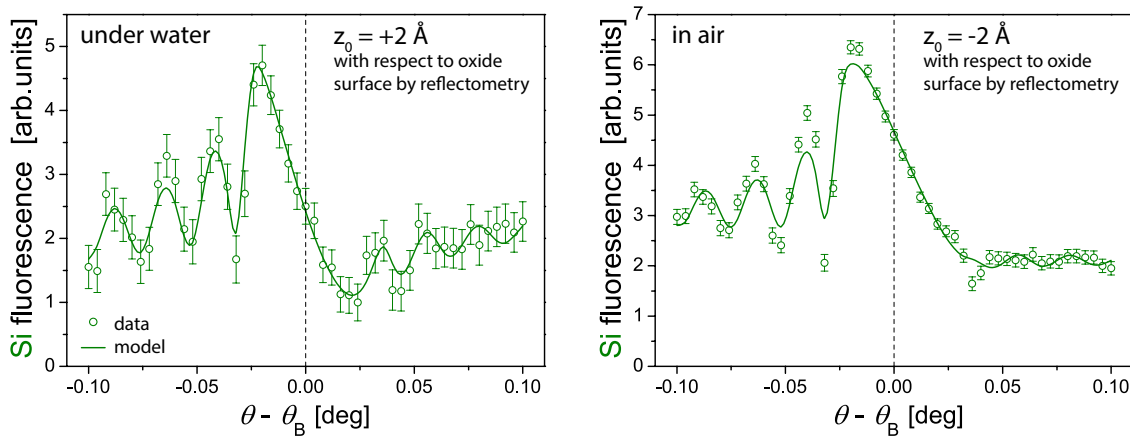 under water
z₀ = +2 Å
with respect to oxide
surface by reflectometry
Si fluorescence [arb.units]
5
4
3
2
1
0
data
model
-0.10
-0.05
0.00
0.05
0.10
θ - θ_B [deg]
in air
z₀ = -2 Å
with respect to oxide
surface by reflectometry
Si fluorescence [arb.units]
7
6
5
4
3
2
1
0
-0.10
-0.05
0.00
0.05
0.10
θ - θ_B [deg]